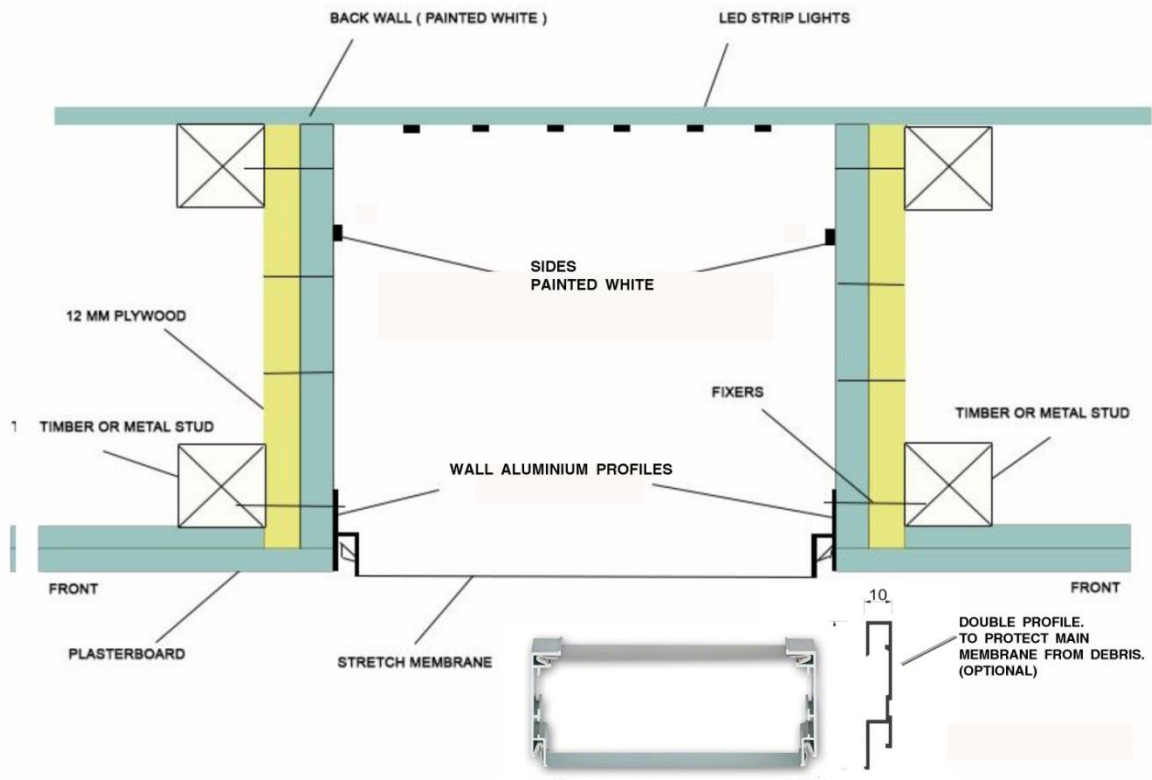 BACK WALL ( PAINTED WHITE )
LED STRIP LIGHTS
SIDES
PAINTED WHITE
12 MM PLYWOOD
FIXERS
T
TIMBER OR METAL STUD
TIMBER OR METAL STUD
WALL ALUMINIUM PROFILES
FRONT
FRONT
10
DOUBLE PROFILE.
TO PROTECT MAIN
MEMBRANE FROM DEBRIS.
(OPTIONAL)
PLASTERBOARD
STRETCH MEMBRANE